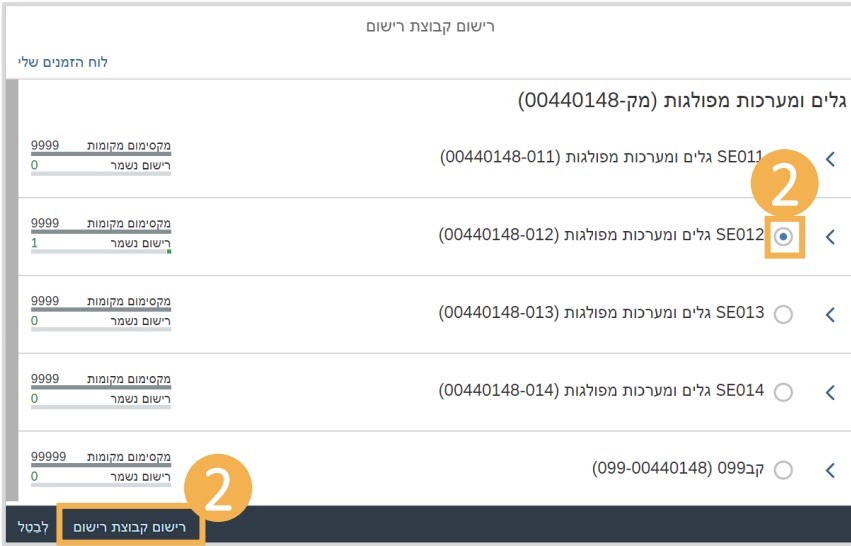 רישום קבוצת רישום
לוח הזמנים שלי
גלים ומערכות מפולגות (מק-00440148)
SE011 גלים ומערכות מפולגות (00440148-011)
מקסימום מקומות 9999
רישום נשמר 0
2
SE012 גלים ומערכות מפולגות (00440148-012)
מקסימום מקומות 9999
רישום נשמר 1
SE013 גלים ומערכות מפולגות (00440148-013)
מקסימום מקומות 9999
רישום נשמר 0
SE014 גלים ומערכות מפולגות (00440148-014)
מקסימום מקומות 9999
רישום נשמר 0
קב099 (099-00440148)
מקסימום מקומות 99999
רישום נשמר 0
2
רישום קבוצת רישום
לְבַטֵל